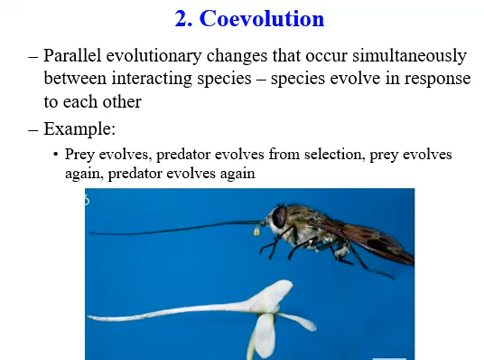 2. Coevolution
– Parallel evolutionary changes that occur simultaneously
between interacting species – species evolve in response
to each other
– Example:
• Prey evolves, predator evolves from selection, prey evolves
again, predator evolves again